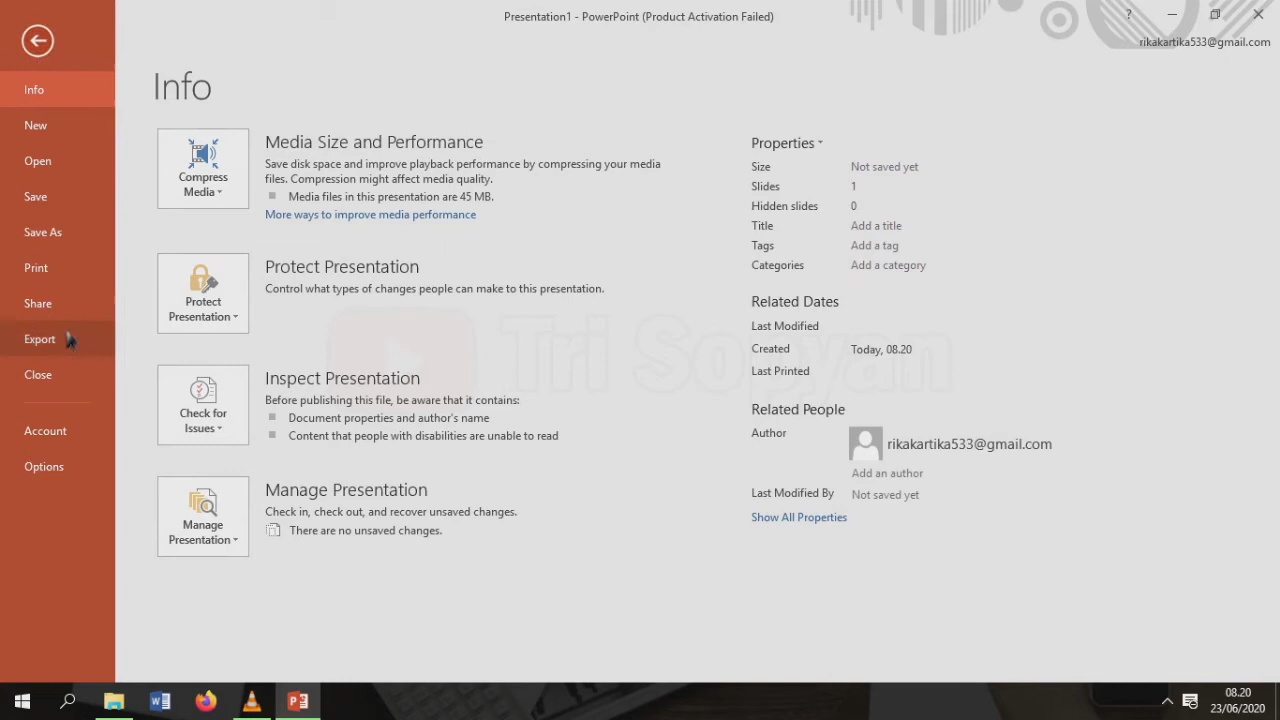 Presentation1 - PowerPoint (Product Activation Failed)
?
rikakartika533@gmail.com
Info
New
Open
Save
Save As
Print
Share
Export
Close
Account
Options
Info
Compress
Media
Media Size and Performance
Save disk space and improve playback performance by compressing your media
files. Compression might affect media quality.
Media files in this presentation are 45 MB.
More ways to improve media performance
Protect
Presentation
Protect Presentation
Control what types of changes people can make to this presentation.
Check for
Issues
Inspect Presentation
Before publishing this file, be aware that it contains:
Document properties and author's name
Content that people with disabilities are unable to read
Manage
Presentation
Manage Presentation
Check in, check out, and recover unsaved changes.
There are no unsaved changes.
Properties
Size Not saved yet
Slides 1
Hidden slides 0
Title Add a title
Tags Add a tag
Categories Add a category
Related Dates
Last Modified
Created Today, 08.20
Last Printed
Related People
Author rikakartika533@gmail.com
Add an author
Last Modified By Not saved yet
Show All Properties
Tri Sopyan
08.20
23/06/2020